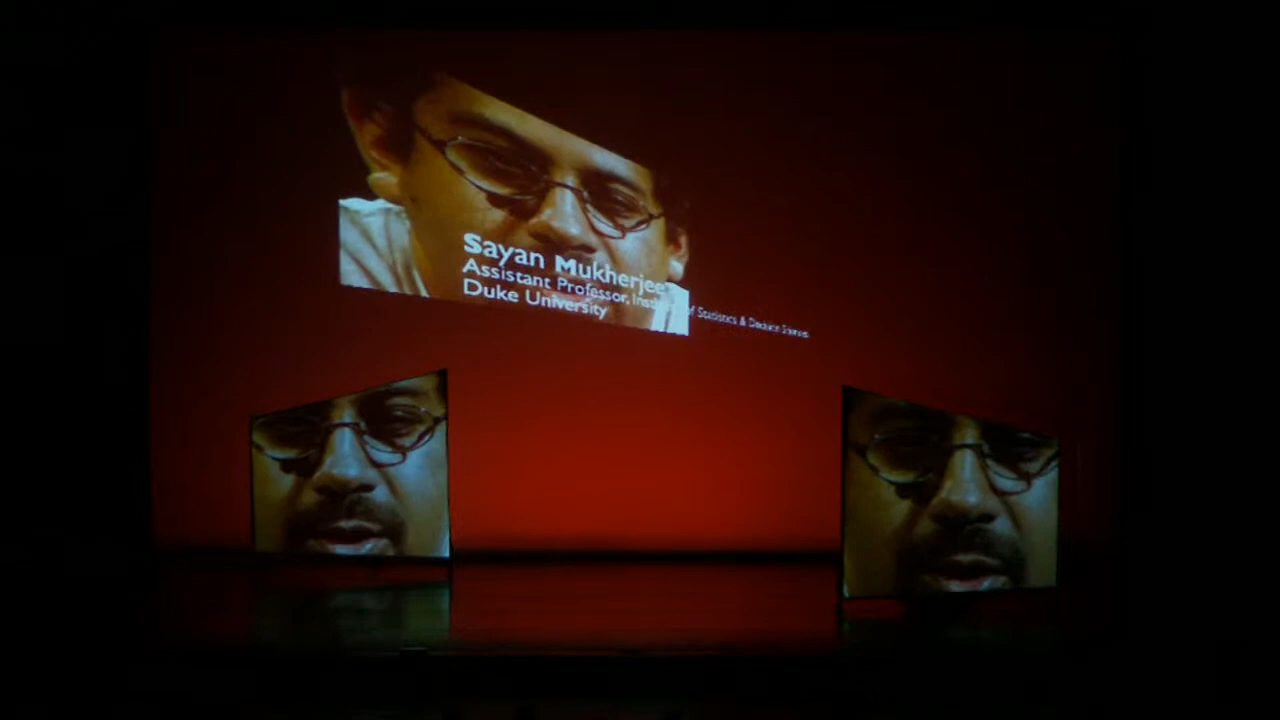 Sayan Mukherjee
Assistant Professor, Institute of Statistics & Decision Sciences
Duke University